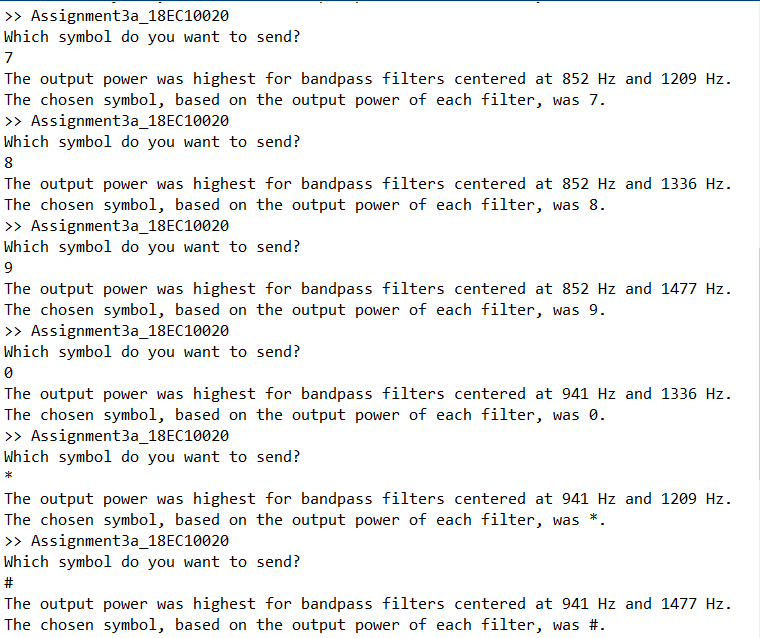 >> Assignment3a_18EC10020
Which symbol do you want to send?
7
The output power was highest for bandpass filters centered at 852 Hz and 1209 Hz.
The chosen symbol, based on the output power of each filter, was 7.
>> Assignment3a_18EC10020
Which symbol do you want to send?
8
The output power was highest for bandpass filters centered at 852 Hz and 1336 Hz.
The chosen symbol, based on the output power of each filter, was 8.
>> Assignment3a_18EC10020
Which symbol do you want to send?
9
The output power was highest for bandpass filters centered at 852 Hz and 1477 Hz.
The chosen symbol, based on the output power of each filter, was 9.
>> Assignment3a_18EC10020
Which symbol do you want to send?
0
The output power was highest for bandpass filters centered at 941 Hz and 1336 Hz.
The chosen symbol, based on the output power of each filter, was 0.
>> Assignment3a_18EC10020
Which symbol do you want to send?
*
The output power was highest for bandpass filters centered at 941 Hz and 1209 Hz.
The chosen symbol, based on the output power of each filter, was *.
>> Assignment3a_18EC10020
Which symbol do you want to send?
#
The output power was highest for bandpass filters centered at 941 Hz and 1477 Hz.
The chosen symbol, based on the output power of each filter, was #.